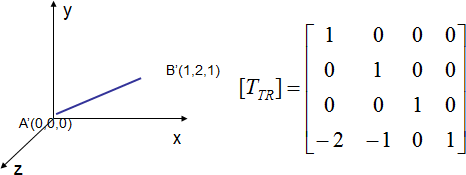 y
B'(1,2,1)
A'(0,0,0)
x
z
[T_TR] =
1 0 0 0
0 1 0 0
0 0 1 0
-2 -1 0 1